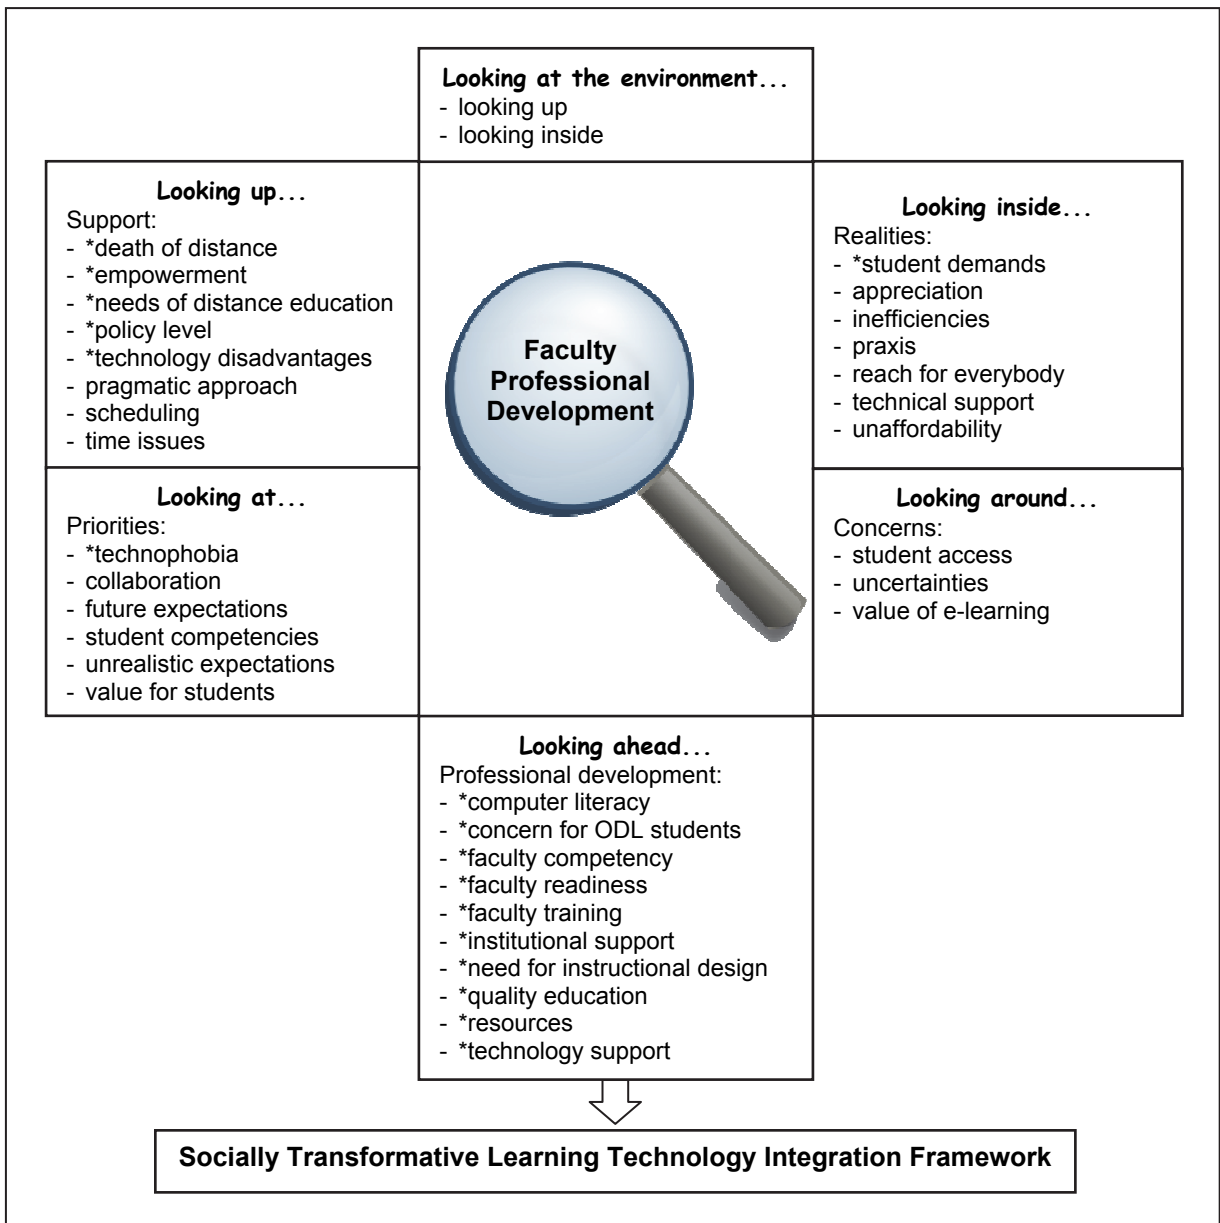 Looking at the environment...
- looking up
- looking inside
Looking up...
Support:
- *death of distance
- *empowerment
- *needs of distance education
- *policy level
- *technology disadvantages
- pragmatic approach
- scheduling
- time issues
Looking inside...
Realities:
- *student demands
- appreciation
- inefficiencies
- praxis
- reach for everybody
- technical support
- unaffordability
Faculty
Professional
Development
Looking at...
Priorities:
- *technophobia
- collaboration
- future expectations
- student competencies
- unrealistic expectations
- value for students
Looking around...
Concerns:
- student access
- uncertainties
- value of e-learning
Looking ahead...
Professional development:
- *computer literacy
- *concern for ODL students
- *faculty competency
- *faculty readiness
- *faculty training
- *institutional support
- *need for instructional design
- *quality education
- *resources
- *technology support
Socially Transformative Learning Technology Integration Framework